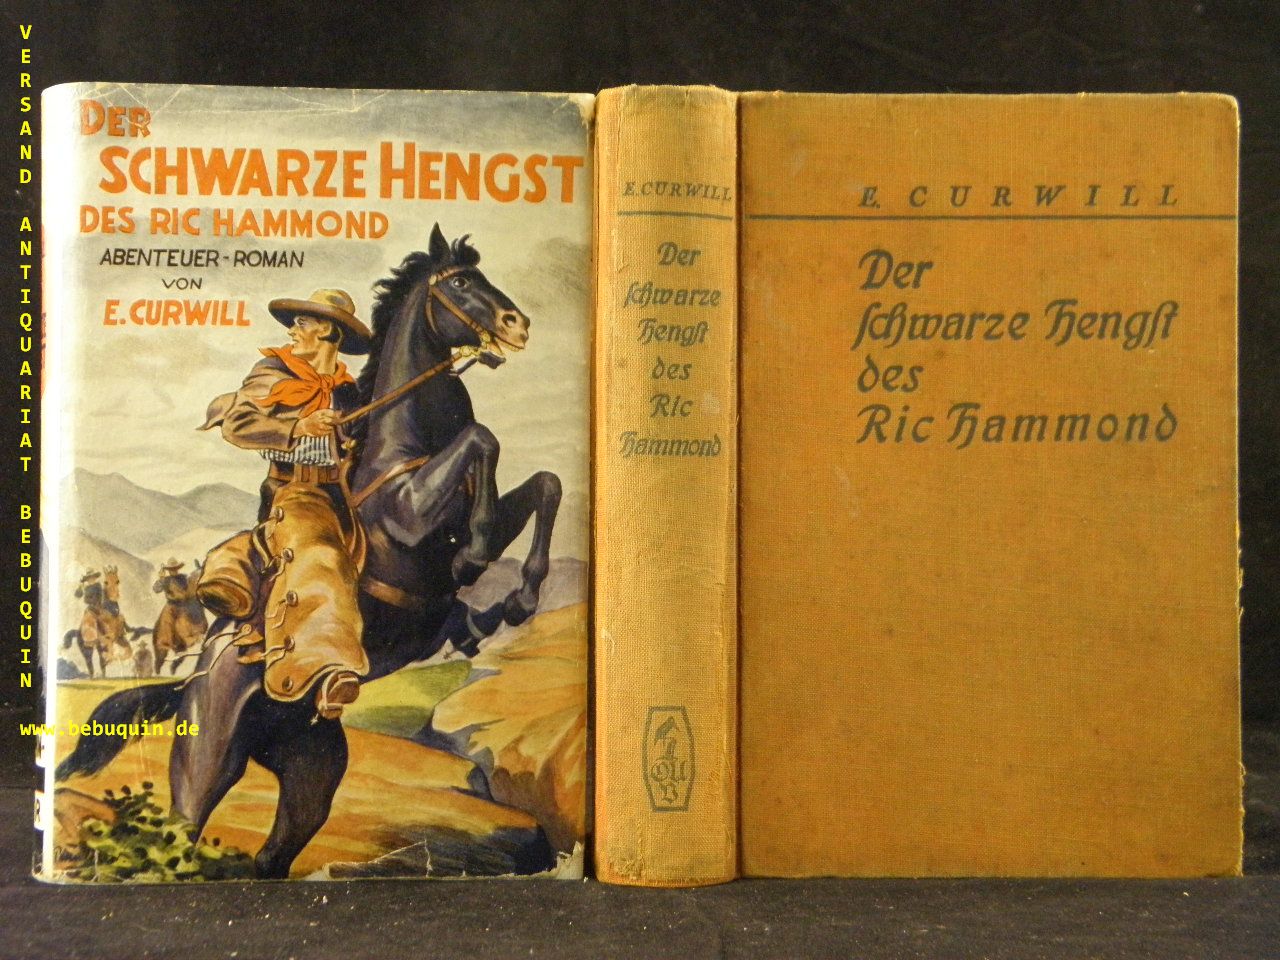 VERSAND ANTIQUARIAT BEBUQUIN
www.bebuquin.de
DER
SCHWARZE HENGST
DES RIC HAMMOND
ABENTEUER-ROMAN
VON
E. CURWILL
E. CURWILL
Der
schwarze
Hengst
des
Ric
Hammond
OU
B
E. CURWILL
Der
schwarze Hengst
des
Ric Hammond